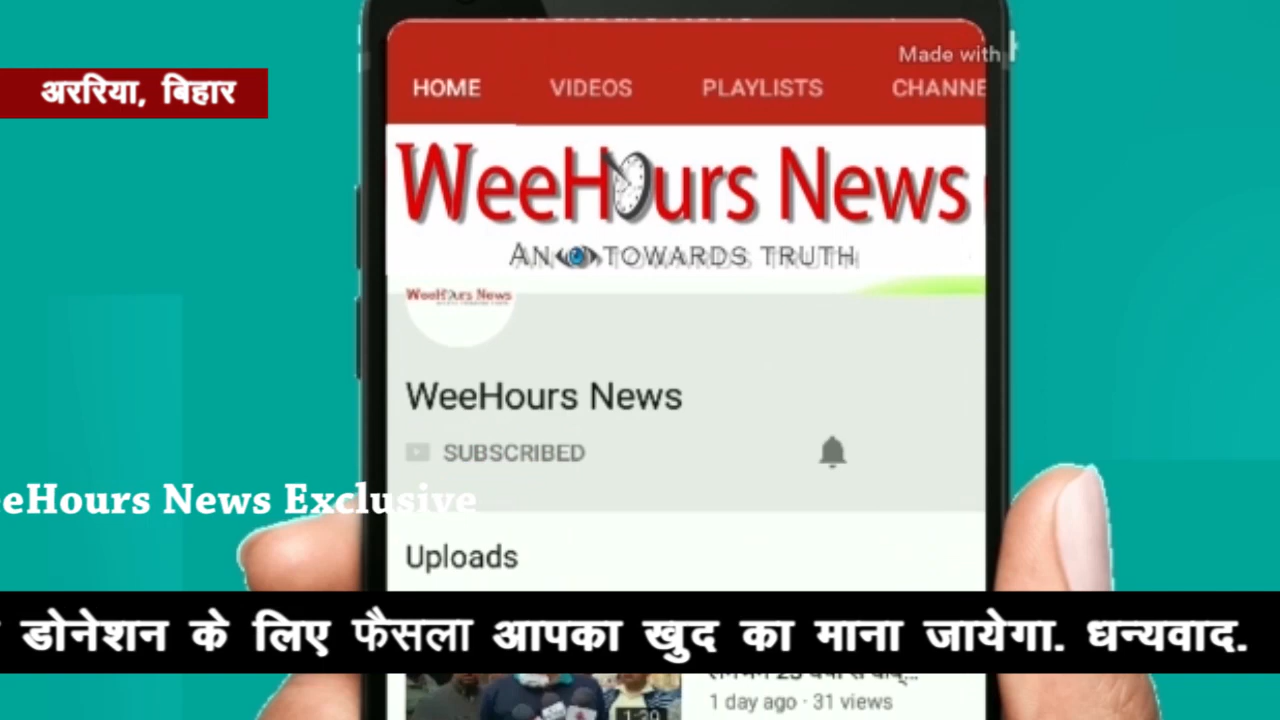 Made with
अररिया, बिहार
HOME VIDEOS PLAYLISTS CHANNE
WeeHours News
AN TOWARDS TRUTH
WeeHours News
WeeHours News
SUBSCRIBED
eHours News Exclusive
Uploads
डोनेशन के लिए फैसला आपका खुद का माना जायेगा. धन्यवाद.
1 day ago · 31 views